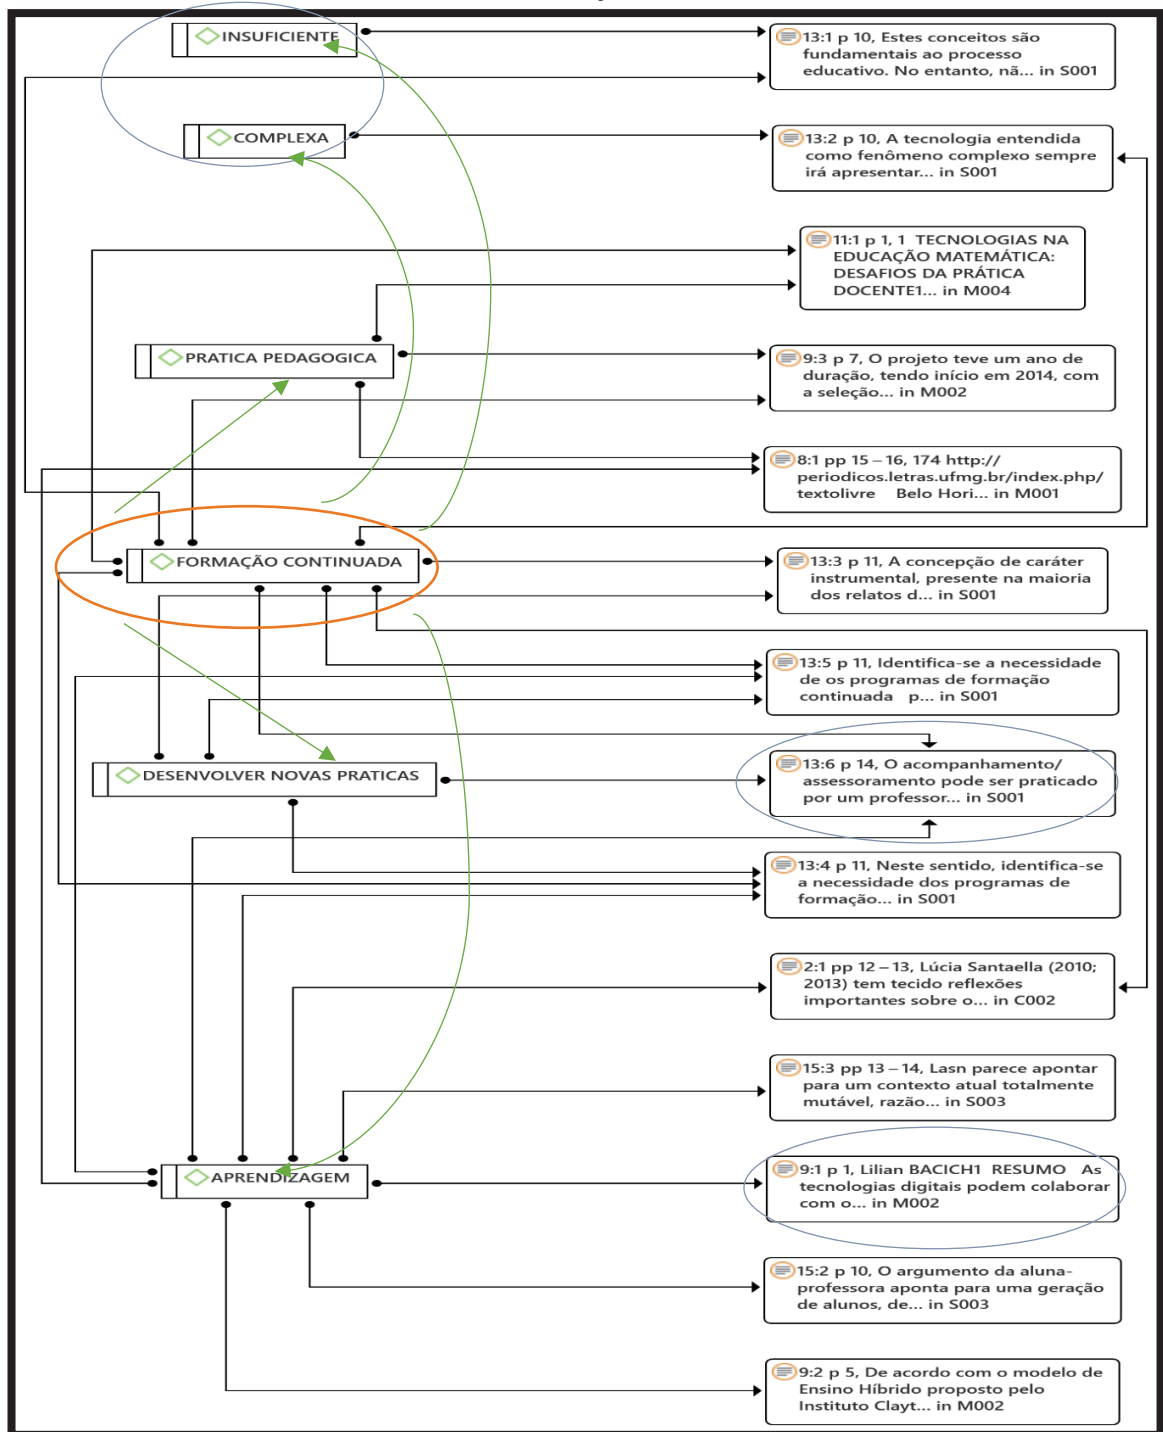 INSUFICIENTE
13:1 p 10, Estes conceitos são
fundamentais ao processo
educativo. No entanto, nã... in S001
COMPLEXA
13:2 p 10, A tecnologia entendida
como fenômeno complexo sempre
irá apresentar... in S001
11:1 p 1, 1 TECNOLOGIAS NA
EDUCAÇÃO MATEMÁTICA:
DESAFIOS DA PRÁTICA
DOCENTE1... in M004
PRATICA PEDAGOGICA
9:3 p 7, O projeto teve um ano de
duração, tendo início em 2014, com
a seleção... in M002
8:1 pp 15 – 16, 174 http://
periodicos.letras.ufmg.br/index.php/
textolivre Belo Hori... in M001
FORMAÇÃO CONTINUADA
13:3 p 11, A concepção de caráter
instrumental, presente na maioria
dos relatos d... in S001
13:5 p 11, Identifica-se a necessidade
de os programas de formação
continuada p... in S001
DESENVOLVER NOVAS PRATICAS
13:6 p 14, O acompanhamento/
assessoramento pode ser praticado
por um professor... in S001
13:4 p 11, Neste sentido, identifica-se
a necessidade dos programas de
formação... in S001
2:1 pp 12 – 13, Lúcia Santaella (2010;
2013) tem tecido reflexões
importantes sobre o... in C002
15:3 pp 13 – 14, Lasn parece apontar
para um contexto atual totalmente
mutável, razão... in S003
APRENDIZAGEM
9:1 p 1, Lilian BACICH1 RESUMO As
tecnologias digitais podem colaborar
com o... in M002
15:2 p 10, O argumento da aluna-
professora aponta para uma geração
de alunos, de... in S003
9:2 p 5, De acordo com o modelo de
Ensino Híbrido proposto pelo
Instituto Clayt... in M002